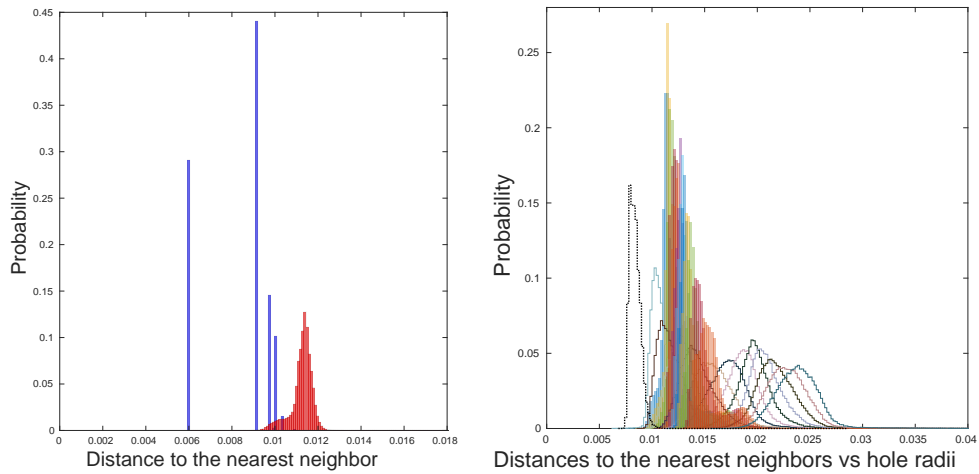 0.45
0.4
0.35
0.3
0.25
0.2
0.15
0.1
0.05
0
Probability
0 0.002 0.004 0.006 0.008 0.01 0.012 0.014 0.016 0.018
Distance to the nearest neighbor
0.25
0.2
0.15
0.1
0.05
0
Probability
0 0.005 0.01 0.015 0.02 0.025 0.03 0.035 0.04
Distances to the nearest neighbors vs hole radii